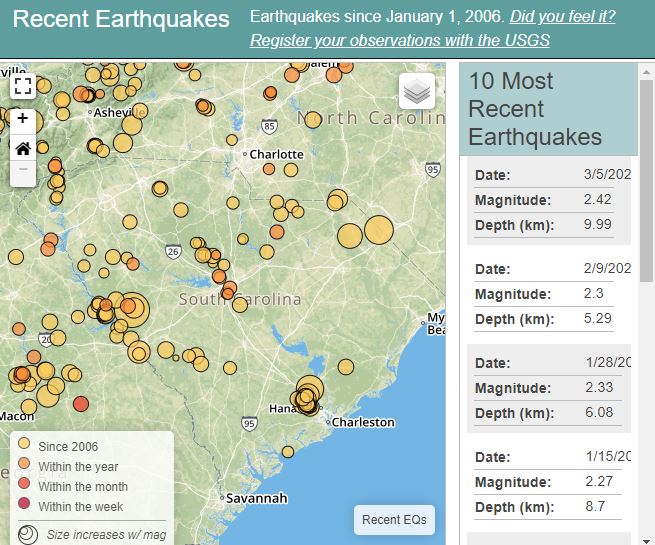 Recent Earthquakes
Earthquakes since January 1, 2006. Did you feel it?
Register your observations with the USGS
ville
Salem
Asheville
North Carolin
85
Charlotte
95
26
South Carolina
My
Bea
20
Macon
Hana
95
Charleston
Savannah
+
−
Since 2006
Within the year
Within the month
Within the week
Size increases w/ mag
Recent EQs
10 Most
Recent
Earthquakes
Date: 3/5/202
Magnitude: 2.42
Depth (km): 9.99
Date: 2/9/202
Magnitude: 2.3
Depth (km): 5.29
Date: 1/28/20
Magnitude: 2.33
Depth (km): 6.08
Date: 1/15/20
Magnitude: 2.27
Depth (km): 8.7